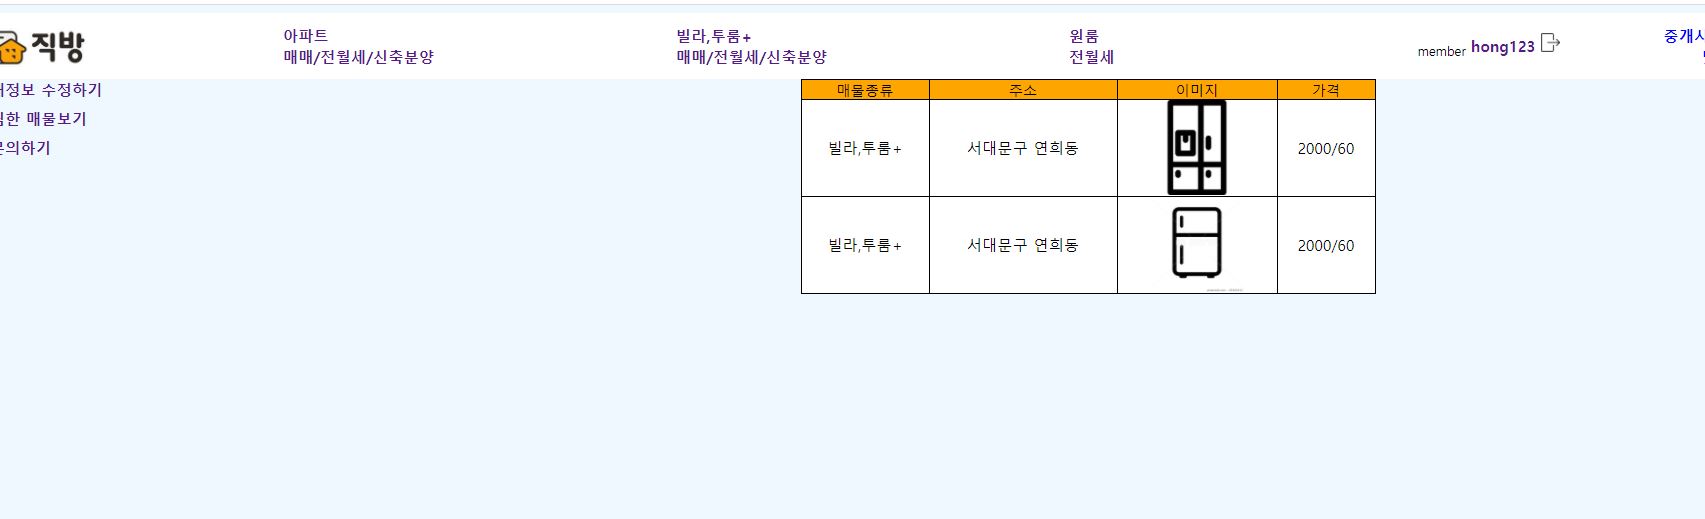 직방
아파트
매매/전월세/신축분양
빌라,투룸+
매매/전월세/신축분양
원룸
전월세
member hong123
중개사
정보 수정하기
한 매물보기
문의하기
매물종류 주소 이미지 가격
빌라,투룸+ 서대문구 연희동 2000/60
빌라,투룸+ 서대문구 연희동 2000/60